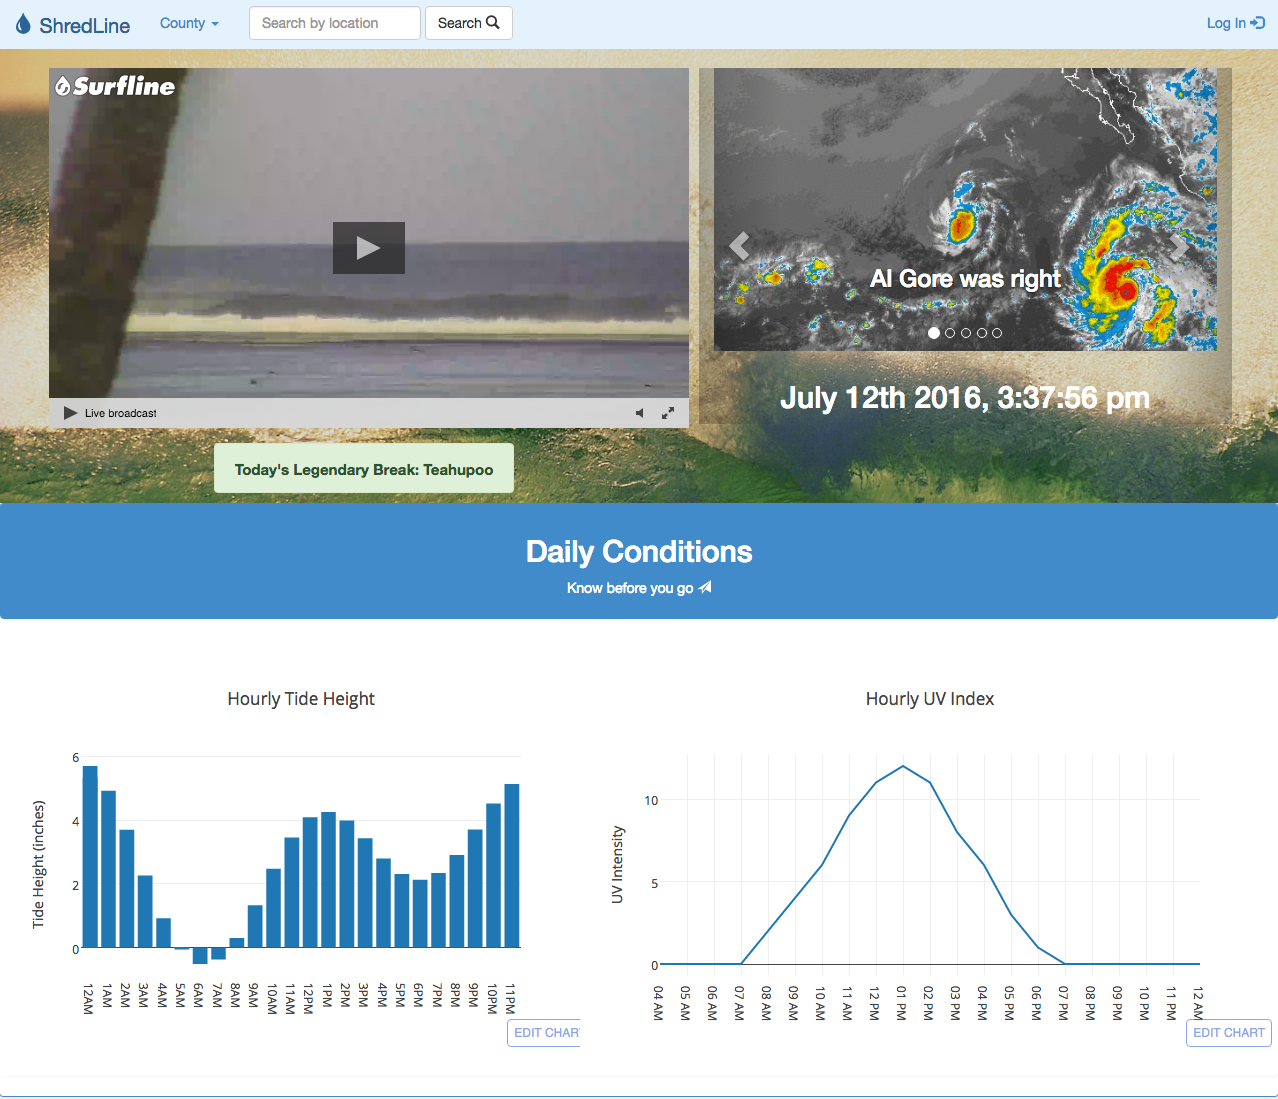 ShredLine
County
Search by location
Search
Log In
Surfline
Al Gore was right
Live broadcast
July 12th 2016, 3:37:56 pm
Today's Legendary Break: Teahupoo
Daily Conditions
Know before you go
Hourly Tide Height
Tide Height (inches)
6
4
2
0
12AM
1AM
2AM
3AM
4AM
5AM
6AM
7AM
8AM
9AM
10AM
11AM
12PM
1PM
2PM
3PM
4PM
5PM
6PM
7PM
8PM
9PM
10PM
11PM
EDIT CHAR
Hourly UV Index
UV Intensity
10
5
0
04 AM
05 AM
06 AM
07 AM
08 AM
09 AM
10 AM
11 AM
12 PM
01 PM
02 PM
03 PM
04 PM
05 PM
06 PM
07 PM
08 PM
09 PM
10 PM
11 PM
12 AM
EDIT CHART